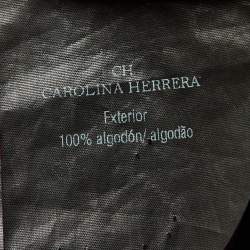 CH
CAROLINA HERRERA
Exterior
100% algodón/ algodão